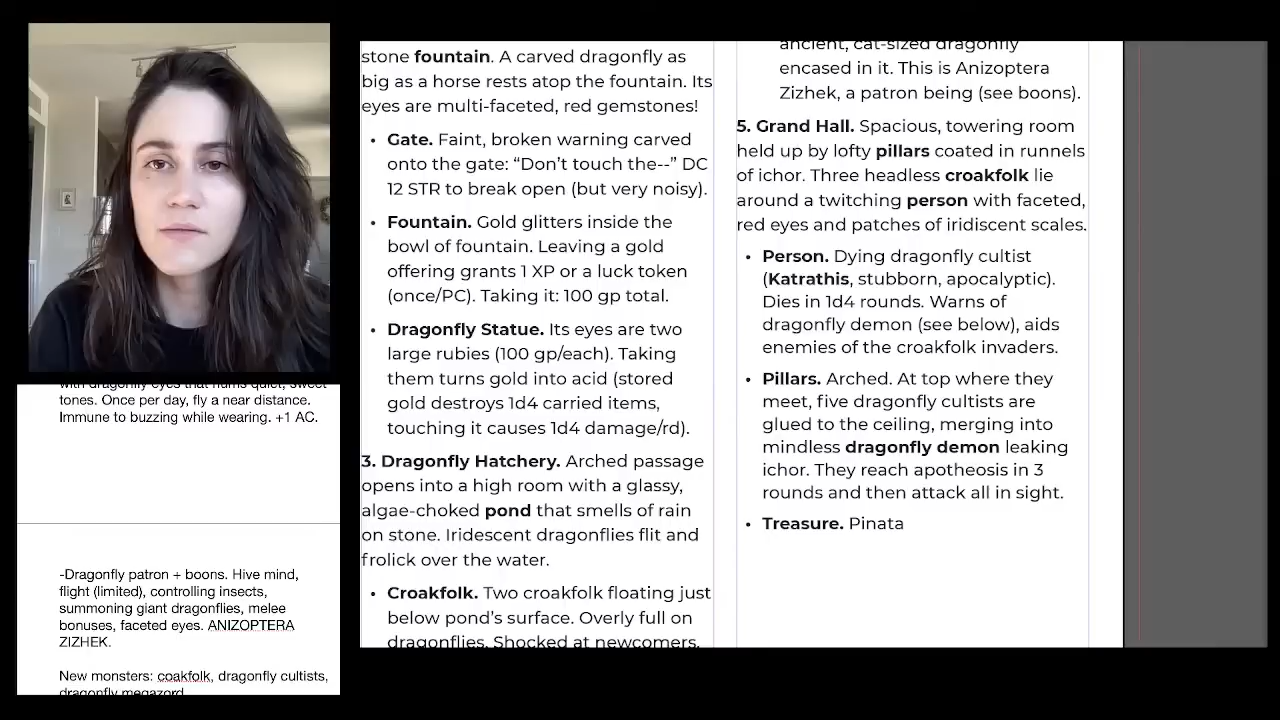 with dragonfly eyes that hums quiet, sweet
tones. Once per day, fly a near distance.
Immune to buzzing while wearing. +1 AC.
-Dragonfly patron + boons. Hive mind,
flight (limited), controlling insects,
summoning giant dragonflies, melee
bonuses, faceted eyes. ANIZOPTERA
ZIZHEK.
New monsters: coakfolk, dragonfly cultists,
dragonfly megazord
stone fountain. A carved dragonfly as
big as a horse rests atop the fountain. Its
eyes are multi-faceted, red gemstones!
• Gate. Faint, broken warning carved
onto the gate: “Don’t touch the--” DC
12 STR to break open (but very noisy).
• Fountain. Gold glitters inside the
bowl of fountain. Leaving a gold
offering grants 1 XP or a luck token
(once/PC). Taking it: 100 gp total.
• Dragonfly Statue. Its eyes are two
large rubies (100 gp/each). Taking
them turns gold into acid (stored
gold destroys 1d4 carried items,
touching it causes 1d4 damage/rd).
3. Dragonfly Hatchery. Arched passage
opens into a high room with a glassy,
algae-choked pond that smells of rain
on stone. Iridescent dragonflies flit and
frolick over the water.
• Croakfolk. Two croakfolk floating just
below pond’s surface. Overly full on
dragonflies. Shocked at newcomers.
ancient, cat-sized dragonfly
encased in it. This is Anizoptera
Zizhek, a patron being (see boons).
5. Grand Hall. Spacious, towering room
held up by lofty pillars coated in runnels
of ichor. Three headless croakfolk lie
around a twitching person with faceted,
red eyes and patches of iridiscent scales.
• Person. Dying dragonfly cultist
(Katrathis, stubborn, apocalyptic).
Dies in 1d4 rounds. Warns of
dragonfly demon (see below), aids
enemies of the croakfolk invaders.
• Pillars. Arched. At top where they
meet, five dragonfly cultists are
glued to the ceiling, merging into
mindless dragonfly demon leaking
ichor. They reach apotheosis in 3
rounds and then attack all in sight.
• Treasure. Pinata